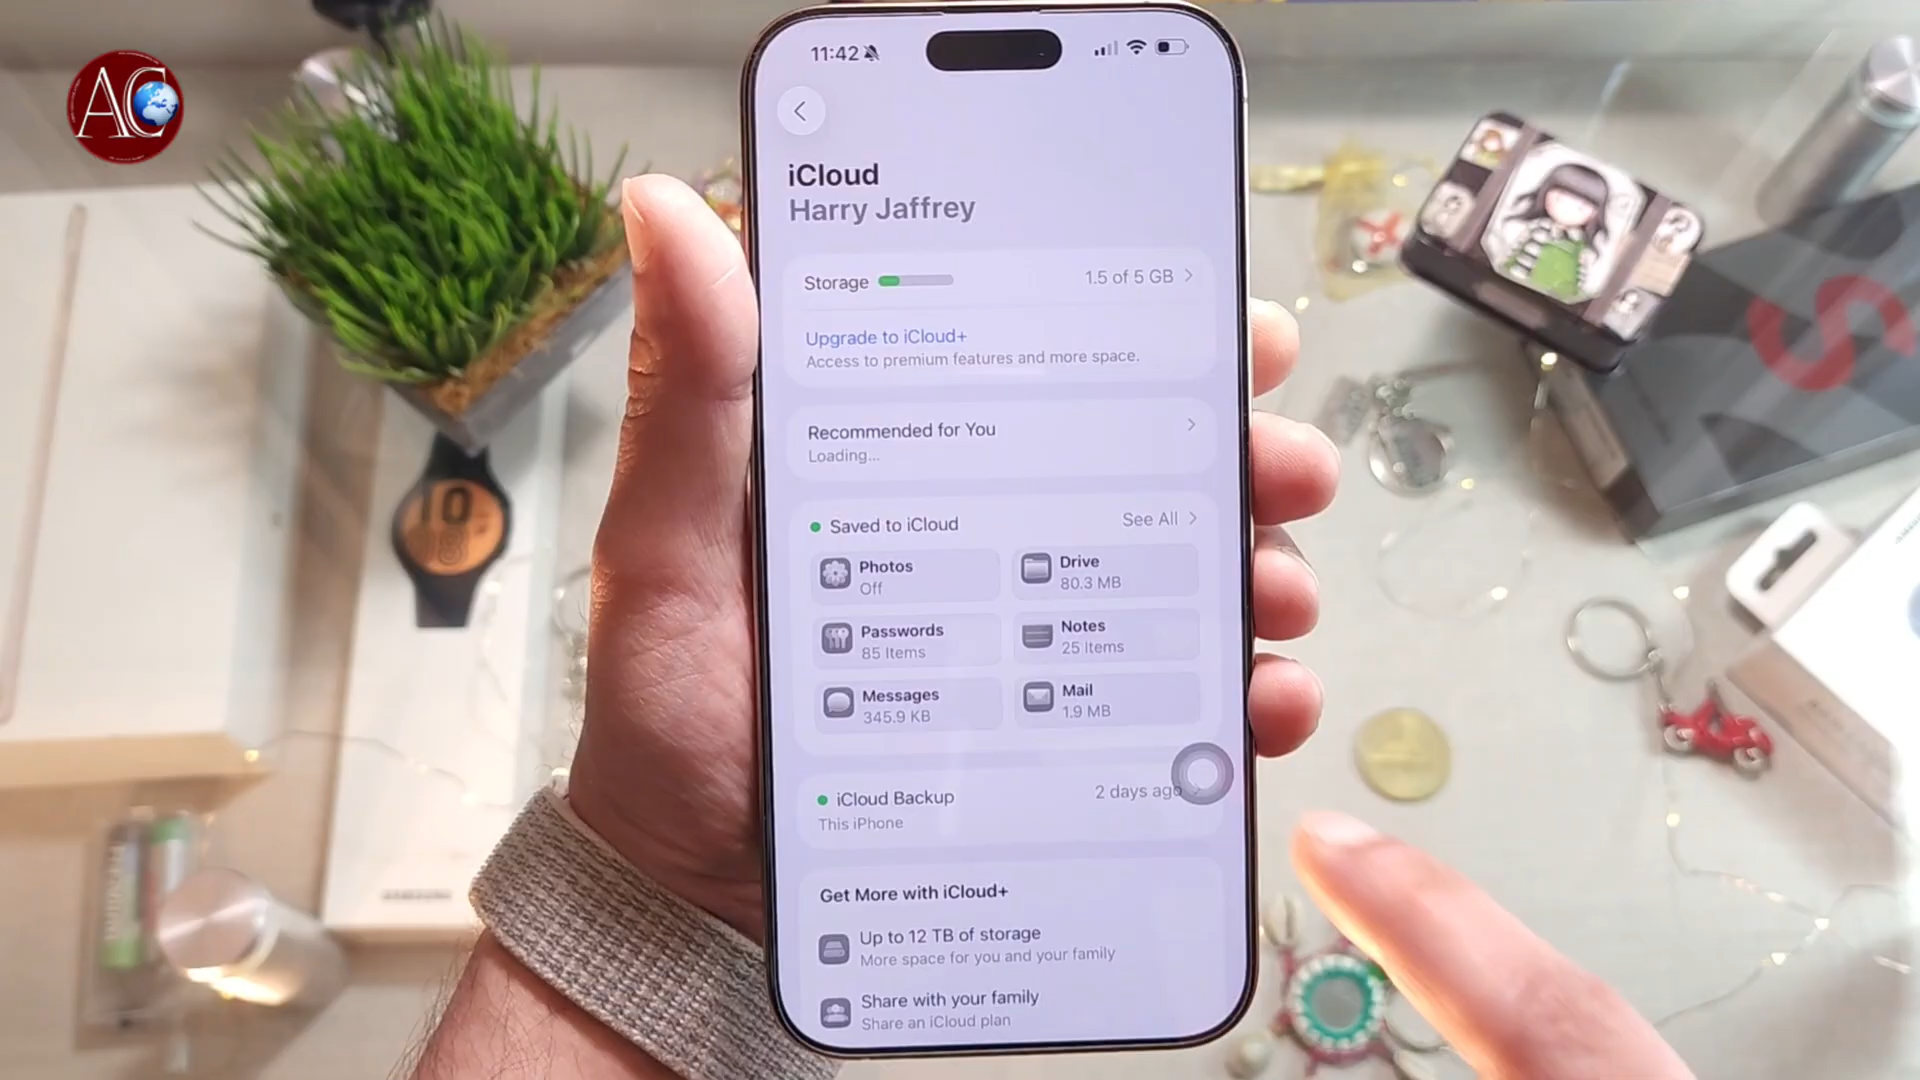 AC
11:42
iCloud
Harry Jaffrey
Storage
1.5 of 5 GB
Upgrade to iCloud+
Access to premium features and more space.
Recommended for You
Loading...
Saved to iCloud
See All
Photos
Off
Drive
80.3 MB
Passwords
85 Items
Notes
25 Items
Messages
345.9 KB
Mail
1.9 MB
iCloud Backup
2 days ago
This iPhone
Get More with iCloud+
Up to 12 TB of storage
More space for you and your family
Share with your family
Share an iCloud plan
10
SAMSUNG